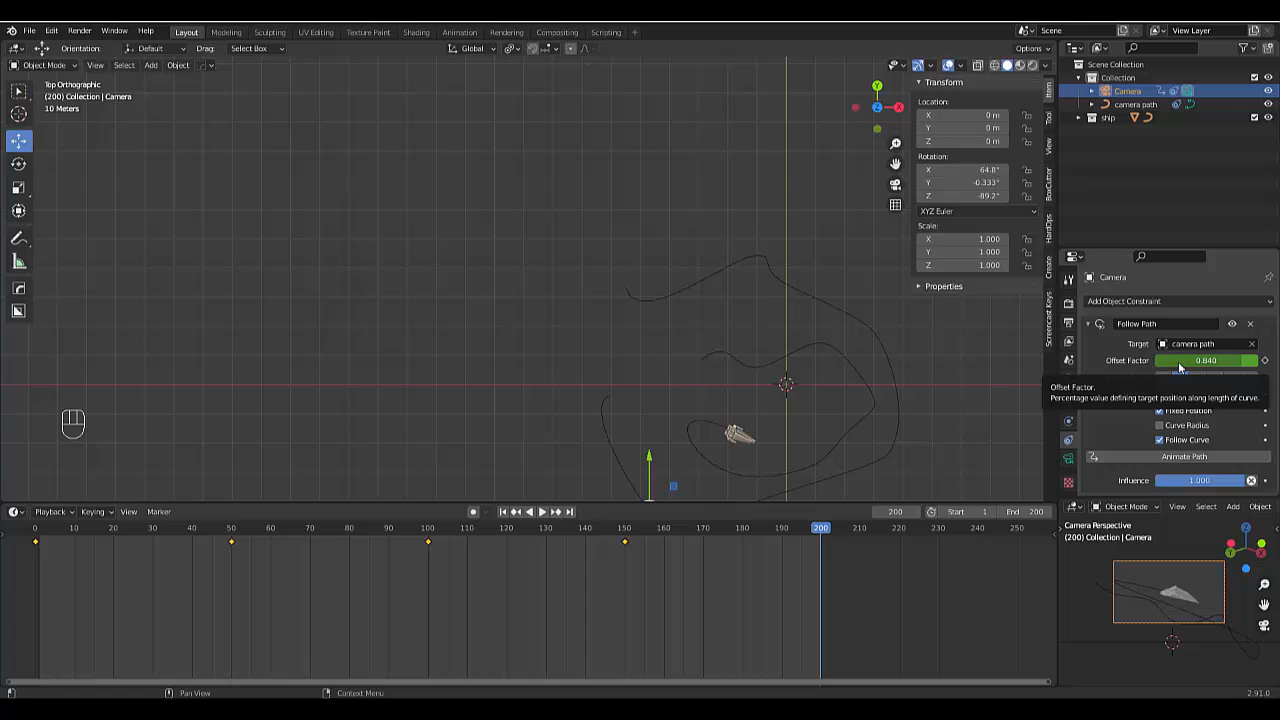 File Edit Render Window Help Layout Modeling Sculpting UV Editing Texture Paint Shading Animation Rendering Compositing Scripting + Scene View Layer
Orientation: Default Drag: Select Box Global Options
Object Mode View Select Add Object
Top Orthographic
(200) Collection | Camera
10 Meters
Y
X
Z
Transform
Location:
X 0 m
Y 0 m
Z 0 m
Rotation:
X 64.8°
Y -0.333°
Z -89.2°
XYZ Euler
Scale:
X 1.000
Y 1.000
Z 1.000
Properties
Item
Tool
View
BoxCutter
HardOps
Create
Screencast Keys
Scene Collection
Collection
Camera
camera path
ship
Camera
Add Object Constraint
Follow Path
Target camera path
Offset Factor 0.840
Offset Factor.
Percentage value defining target position along length of curve.
Fixed Position
Curve Radius
Follow Curve
Animate Path
Influence 1.000
Playback Keying View Marker 200 Start 1 End 200
0 10 20 30 40 50 60 70 80 90 100 110 120 130 140 150 160 170 180 190 200 210 220 230 240 250
Object Mode View Select Add Object
Camera Perspective
(200) Collection | Camera
Z
Pan View Context Menu 2.91.0